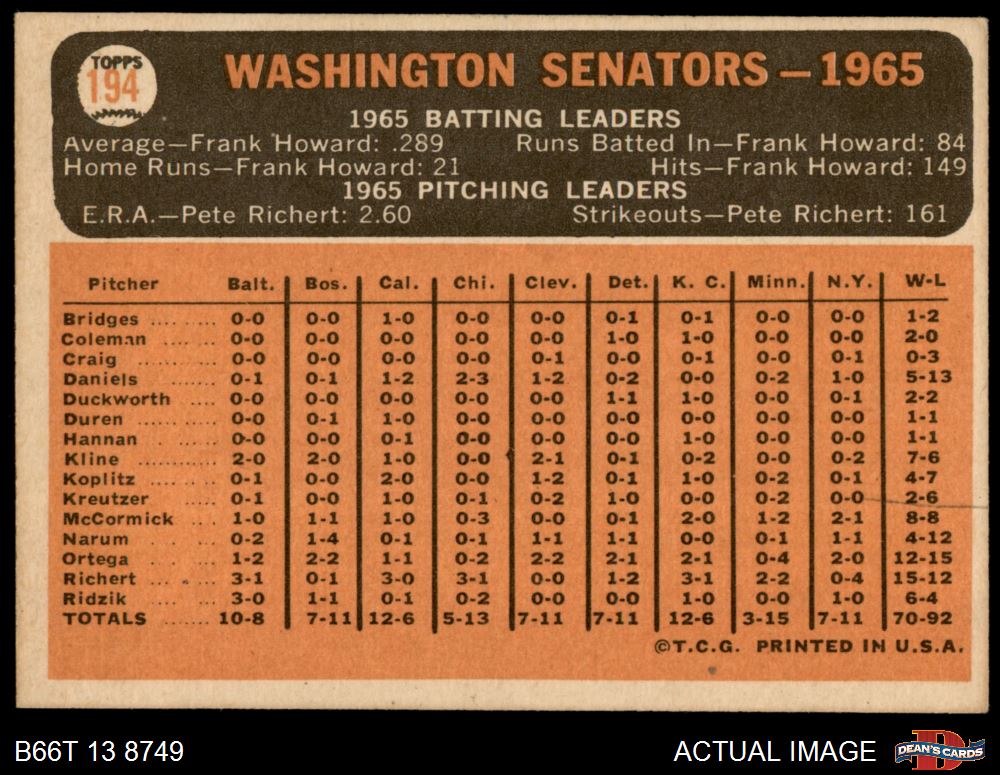 TOPPS
194
WASHINGTON SENATORS – 1965
1965 BATTING LEADERS
Average—Frank Howard: .289 Runs Batted In—Frank Howard: 84
Home Runs—Frank Howard: 21 Hits—Frank Howard: 149
1965 PITCHING LEADERS
E.R.A.—Pete Richert: 2.60 Strikeouts—Pete Richert: 161
Pitcher Balt. Bos. Cal. Chi. Clev. Det. K. C. Minn. N.Y. W-L
Bridges .... ..... 0-0 0-0 1-0 0-0 0-0 0-1 0-1 0-0 0-0 1-2
Coleman .... .... 0-0 0-0 0-0 0-0 0-0 1-0 1-0 0-0 0-0 2-0
Craig .... ..... 0-0 0-0 0-0 0-0 0-1 0-0 0-1 0-0 0-1 0-3
Daniels ....... 0-1 0-1 1-2 2-3 1-2 0-2 0-0 0-2 1-0 5-13
Duckworth .... 0-0 0-0 0-0 0-0 0-0 1-1 1-0 0-0 0-1 2-2
Duren .... ..... 0-0 0-1 1-0 0-0 0-0 0-0 0-0 0-0 0-0 1-1
Hannan .. ..... 0-0 0-0 0-1 0-0 0-0 0-0 1-0 0-0 0-0 1-1
Kline ............ 2-0 2-0 1-0 0-0 2-1 0-1 0-2 0-0 0-2 7-6
Koplitz .... ..... 0-1 0-0 2-0 0-0 1-2 0-1 1-0 0-2 0-1 4-7
Kreutzer ...... 0-1 0-0 1-0 0-1 0-2 1-0 0-0 0-2 0-0 2-6
McCormick ... . 1-0 1-1 1-0 0-3 0-0 0-1 2-0 1-2 2-1 8-8
Narum .. . .. 0-2 1-4 0-1 0-1 1-1 1-1 0-0 0-1 1-1 4-12
Ortega ... ..... 1-2 2-2 1-1 0-2 2-2 2-1 2-1 0-4 2-0 12-15
Richert ... . .... 3-1 0-1 3-0 3-1 0-0 1-2 3-1 2-2 0-4 15-12
Ridzik .... ..... 3-0 1-1 0-1 0-2 0-0 0-0 1-0 0-0 1-0 6-4
TOTALS ....... 10-8 7-11 12-6 5-13 7-11 7-11 12-6 3-15 7-11 70-92
©T.C.G. PRINTED IN U.S.A.
B66T 13 8749 ACTUAL IMAGE DEAN'S CARDS